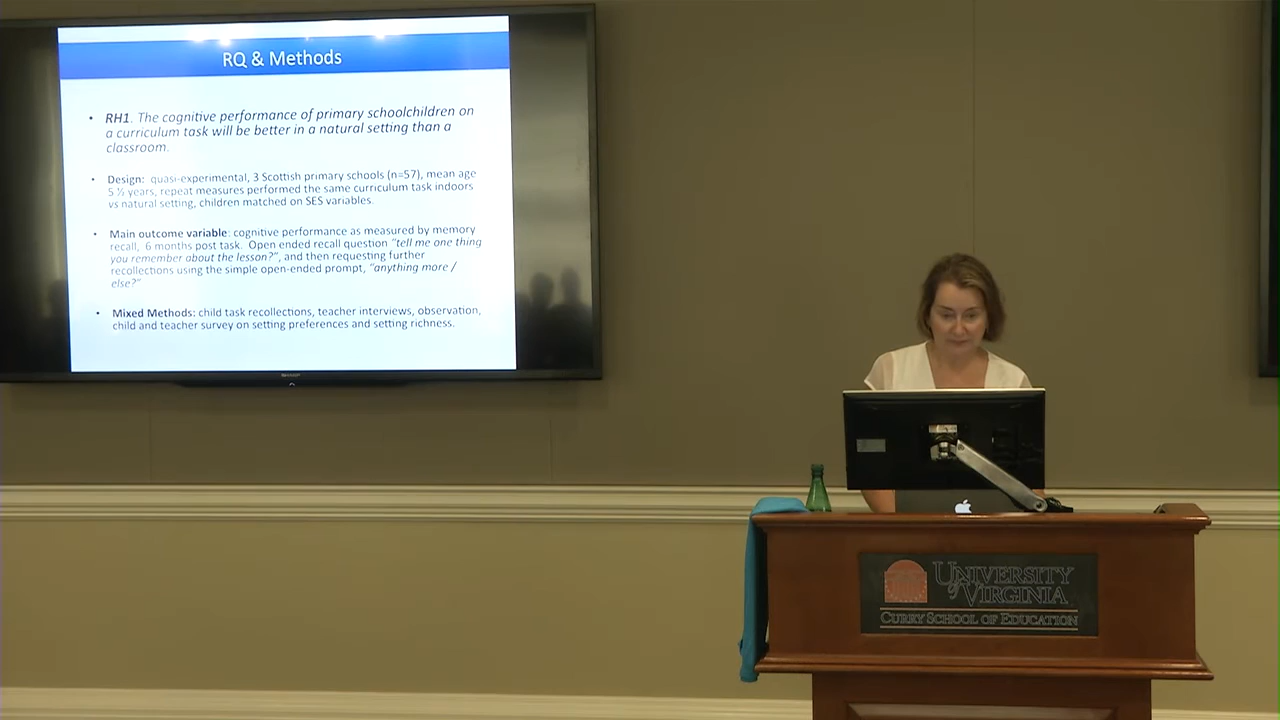 RQ & Methods
• RH1. The cognitive performance of primary schoolchildren on
a curriculum task will be better in a natural setting than a
classroom.
• Design: quasi-experimental, 3 Scottish primary schools (n=57), mean age
5 ½ years, repeat measures performed the same curriculum task indoors
vs natural setting, children matched on SES variables.
• Main outcome variable: cognitive performance as measured by memory
recall, 6 months post task. Open ended recall question "tell me one thing
you remember about the lesson?", and then requesting further
recollections using the simple open-ended prompt, "anything more /
else?"
• Mixed Methods: child task recollections, teacher interviews, observation,
child and teacher survey on setting preferences and setting richness.
SHARP
UNIVERSITY
of VIRGINIA
CURRY SCHOOL OF EDUCATION